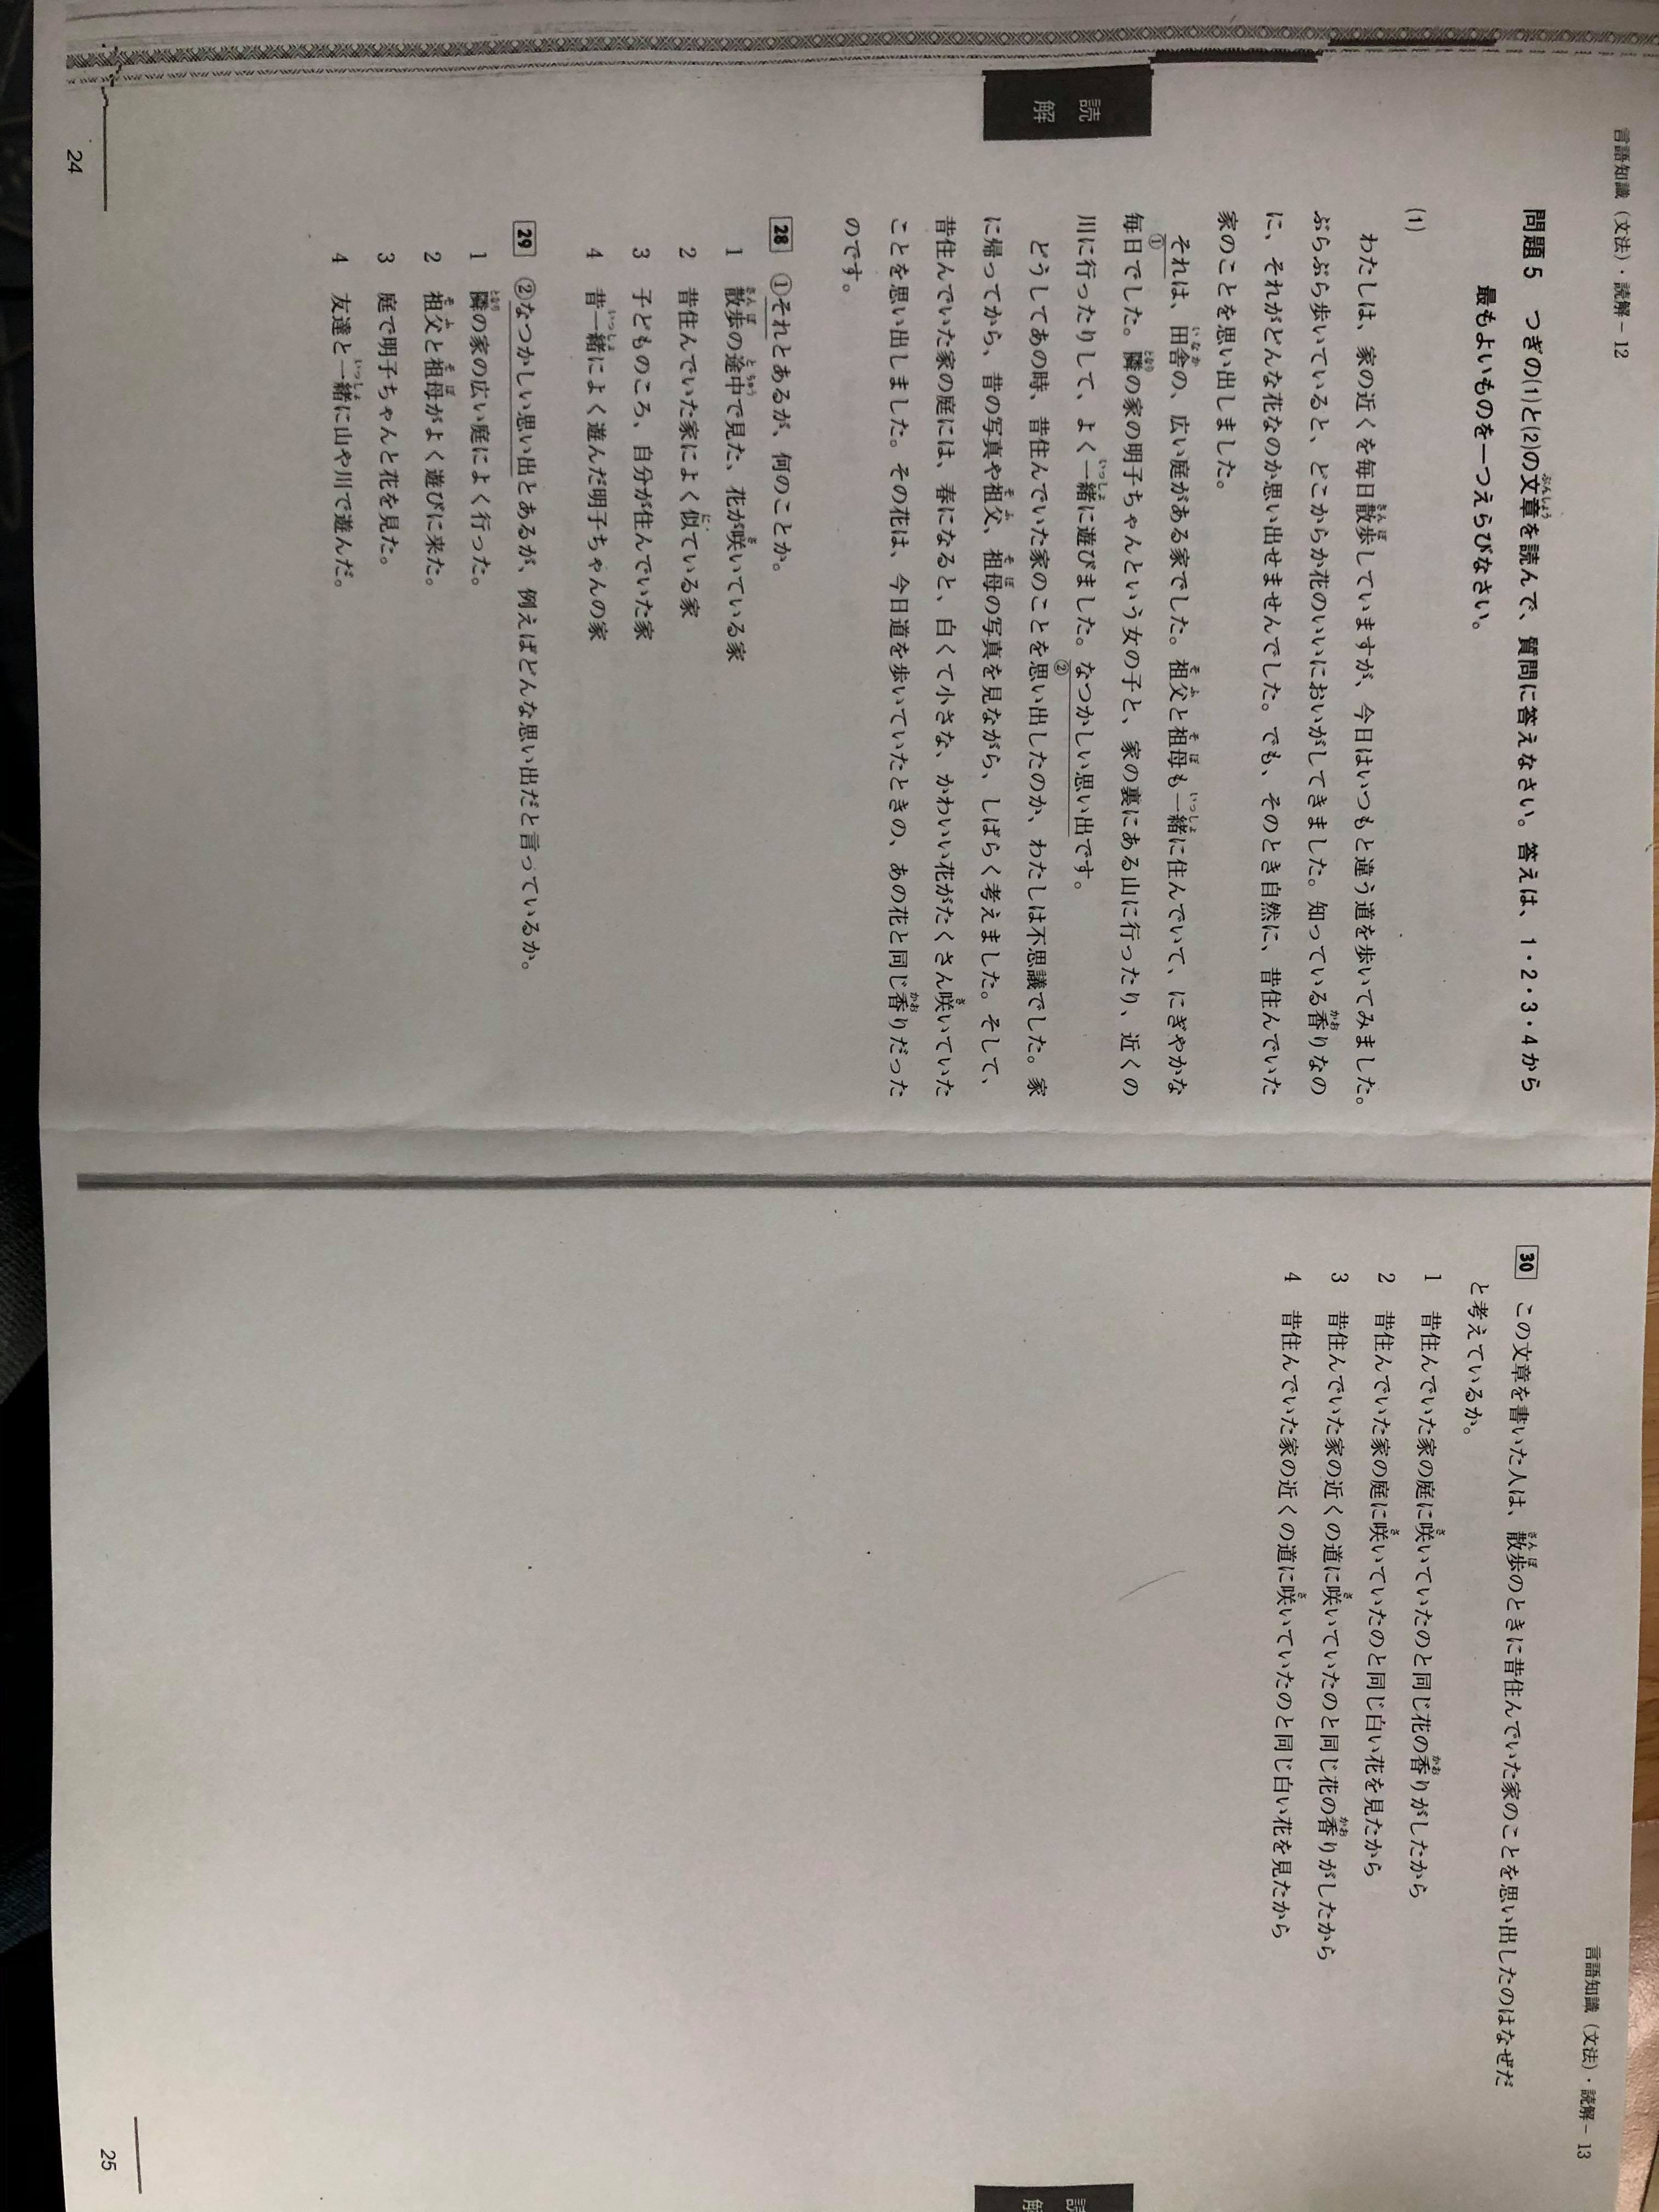 言語知識（文法）・読解－12
問題5　つぎの(1)と(2)の文章を読んで、質問に答えなさい。答えは、1・2・3・4から
最もよいものを一つえらびなさい。
(1)
わたしは、家の近くを毎日散歩していますが、今日はいつもと違う道を歩いてみました。
ぶらぶら歩いていると、どこからか花のいいにおいがしてきました。知っている香りなの
に、それがどんな花なのか思い出せませんでした。でも、そのとき自然に、昔住んでいた
家のことを思い出しました。
①それは、田舎の、広い庭がある家でした。祖父と祖母も一緒に住んでいて、にぎやかな
毎日でした。隣の家の明子ちゃんという女の子と、家の裏にある山に行ったり、近くの
川に行ったりして、よく一緒に遊びました。②なつかしい思い出です。
どうしてあの時、昔住んでいた家のことを思い出したのか、わたしは不思議でした。家
に帰ってから、昔の写真や祖父、祖母の写真を見ながら、しばらく考えました。そして、
昔住んでいた家の庭には、春になると、白くて小さな、かわいい花がたくさん咲いていた
ことを思い出しました。その花は、今日道を歩いていたときの、あの花と同じ香りだった
のです。
28　①それとあるが、何のことか。
1　散歩の途中で見た、花が咲いている家
2　昔住んでいた家によく似ている家
3　子どものころ、自分が住んでいた家
4　昔一緒によく遊んだ明子ちゃんの家
29　②なつかしい思い出とあるが、例えばどんな思い出だと言っているか。
1　隣の家の広い庭によく行った。
2　祖父と祖母がよく遊びに来た。
3　庭で明子ちゃんと花を見た。
4　友達と一緒に山や川で遊んだ。
読解
24
言語知識（文法）・読解－13
30　この文章を書いた人は、散歩のときに昔住んでいた家のことを思い出したのはなぜだ
と考えているか。
1　昔住んでいた家の庭に咲いていたのと同じ花の香りがしたから
2　昔住んでいた家の庭に咲いていたのと同じ白い花を見たから
3　昔住んでいた家の近くの道に咲いていたのと同じ花の香りがしたから
4　昔住んでいた家の近くの道に咲いていたのと同じ白い花を見たから
読解
25